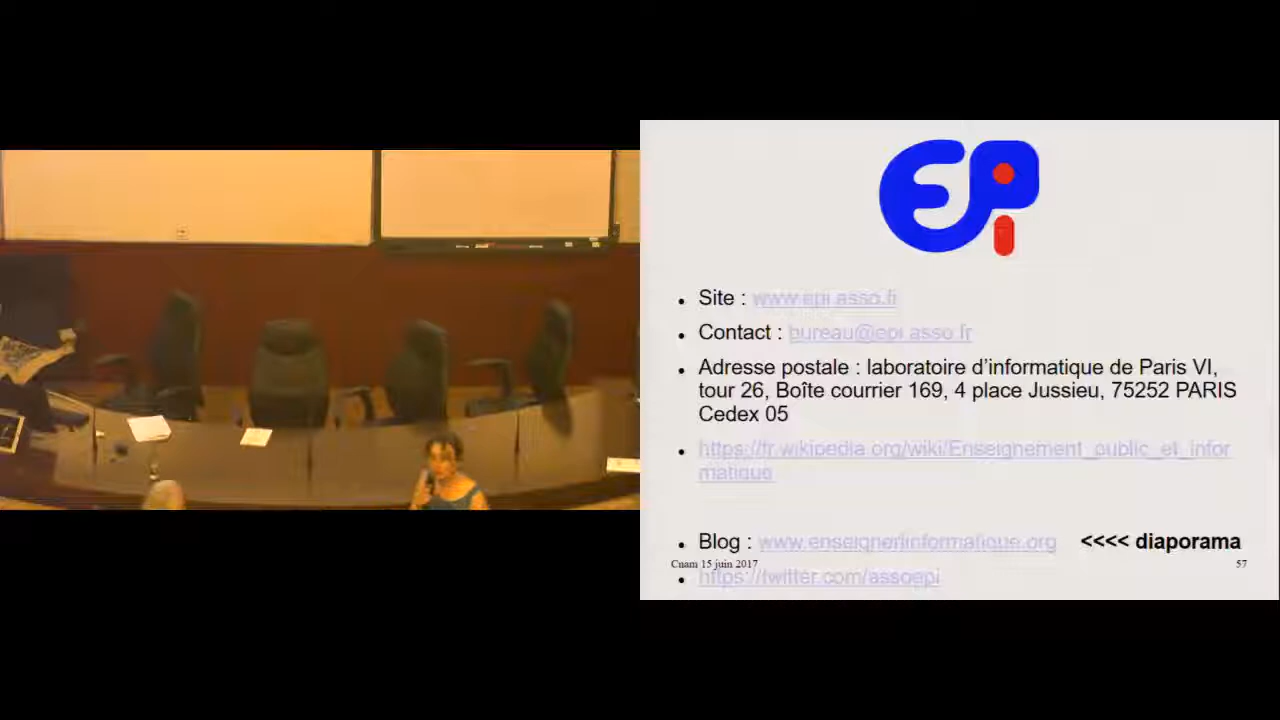 EPi
Site : www.epi.asso.fr
Contact : bureau@epi.asso.fr
Adresse postale : laboratoire d'informatique de Paris VI,
tour 26, Boîte courrier 169, 4 place Jussieu, 75252 PARIS
Cedex 05
https://fr.wikipedia.org/wiki/Enseignement_public_et_infor
matique
Blog : www.enseignerlinformatique.org <<<< diaporama
Cnam 15 juin 2017 57
https://twitter.com/assoepi